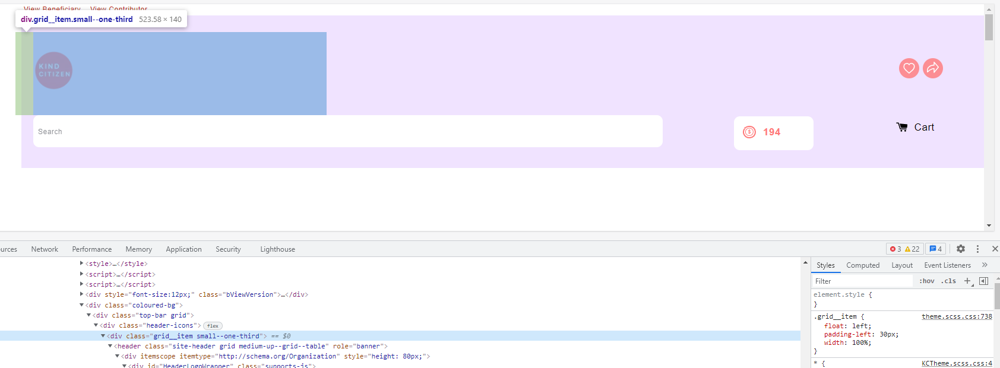 View Beneficiary View Contributor
div.grid__item.small--one-third 523.58 × 140
KIND
CITIZEN
Search
194
Cart
urces Network Performance Memory Application Security Lighthouse
3 22 4
<style>…</style>
<script>…</script>
<script>…</script>
<div style="font-size:12px;" class="bViewVersion">…</div>
<div class="coloured-bg">
<div class="top-bar grid">
<div class="header-icons"> flex
<div class="grid__item small--one-third"> == $0
<header class="site-header grid medium-up--grid--table" role="banner">
<div itemscope itemtype="http://schema.org/Organization" style="height: 80px;">
<div id="HeaderLogoWrapper" class="supports-js">
Styles Computed Layout Event Listeners »
Filter :hov .cls +
element.style {
}
.grid__item { theme.scss.css:738
float: left;
padding-left: 30px;
width: 100%;
}
* { KCTheme.scss.css:4